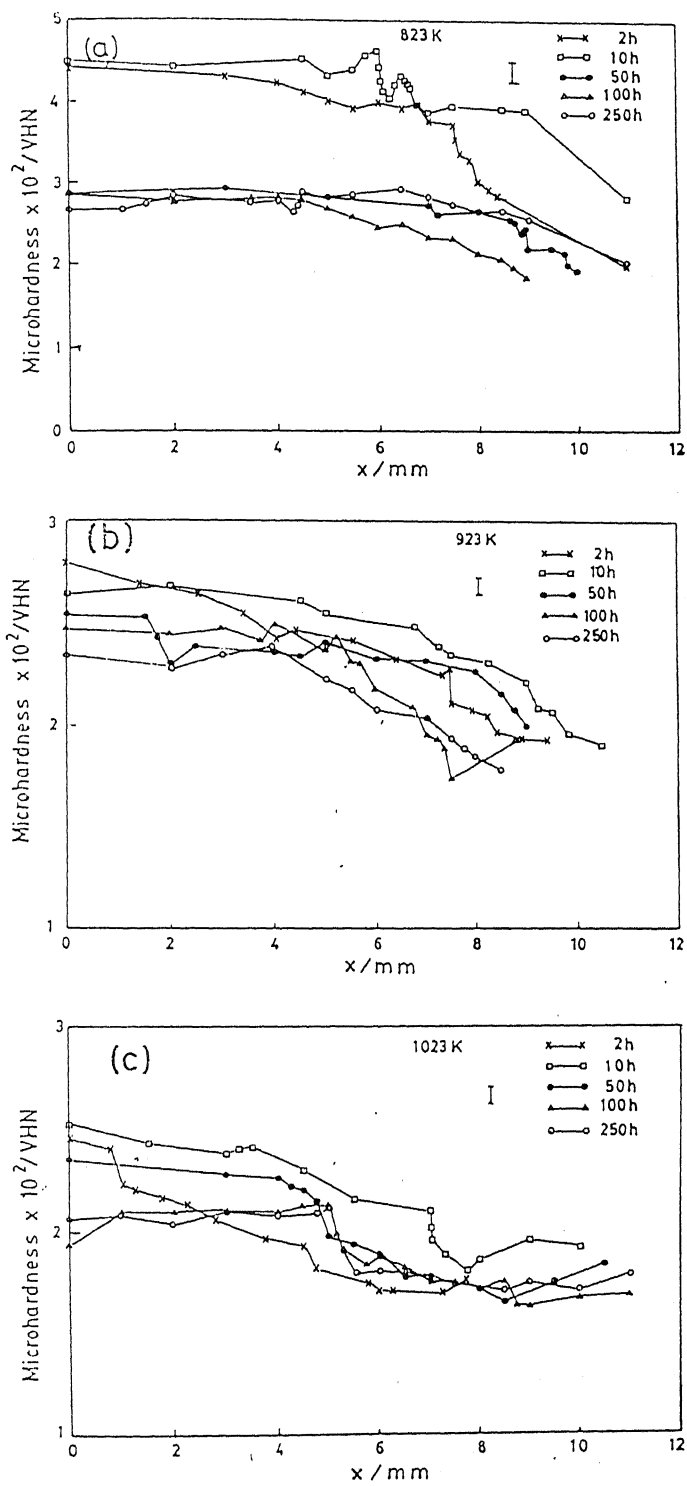 (a)
823 K
2h
10h
50h
100h
250h
Microhardness x 10²/VHN
5
4
3
2
1
0
0 2 4 6 8 10 12
x/mm
(b)
923 K
2h
10h
50h
100h
250h
Microhardness x10²/VHN
3
2
1
0 2 4 6 8 10 12
x/mm
(c)
1023 K
2h
10h
50h
100h
250h
Microhardness x 10²/VHN
3
2
1
0 2 4 6 8 10 12
x/mm